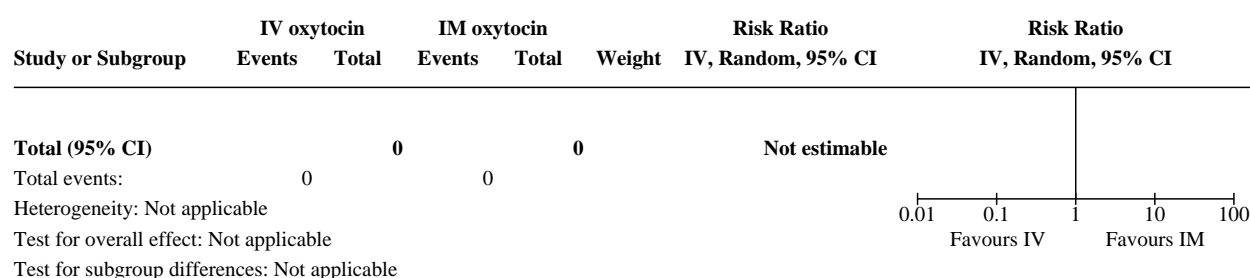 IV oxytocin IM oxytocin Risk Ratio Risk Ratio
Study or Subgroup Events Total Events Total Weight IV, Random, 95% CI IV, Random, 95% CI
Total (95% CI) 0 0 Not estimable
Total events: 0 0
Heterogeneity: Not applicable
0.01 0.1 1 10 100
Test for overall effect: Not applicable Favours IV Favours IM
Test for subgroup differences: Not applicable